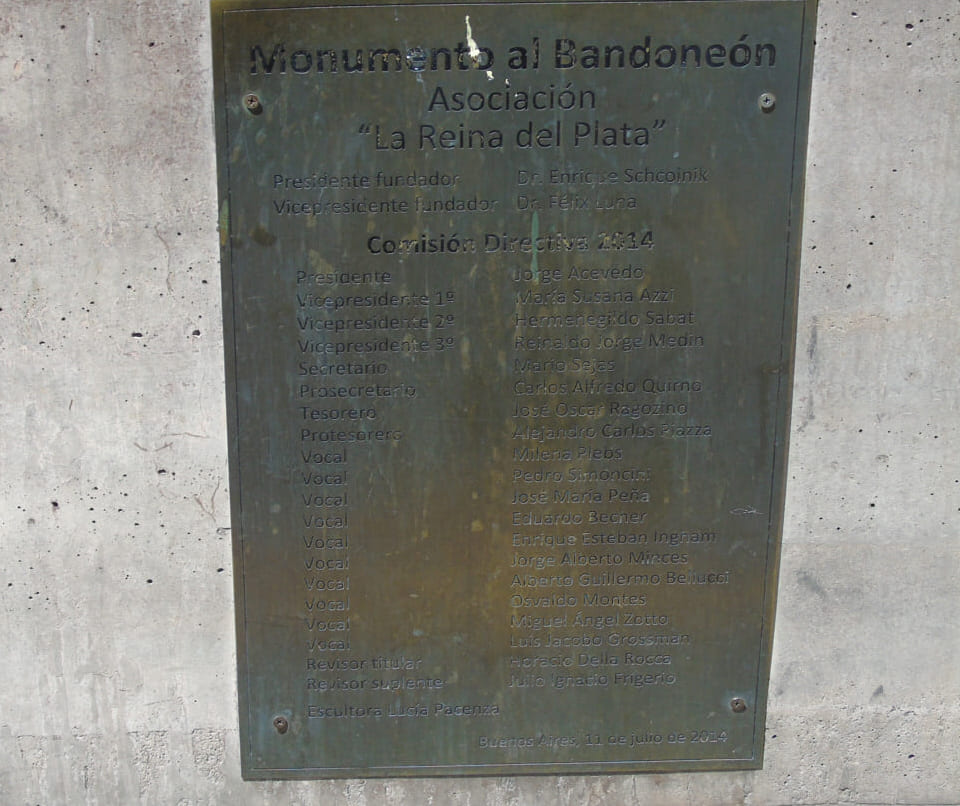 Monumento al Bandoneón
Asociación
“La Reina del Plata”
Presidente fundador Dr. Enrique Schcolnik
Vicepresidente fundador Dr. Félix Luna
Comisión Directiva 2014
Presidente Jorge Acevedo
Vicepresidente 1º María Susana Azzi
Vicepresidente 2º Hermenegildo Sabat
Vicepresidente 3º Reinaldo Jorge Medin
Secretario Mario Sejas
Prosecretario Carlos Alfredo Quirno
Tesorero José Oscar Ragozino
Protesorero Alejandro Carlos Piazza
Vocal Milena Plebs
Vocal Pedro Simoncini
Vocal José María Peña
Vocal Eduardo Becher
Vocal Enrique Esteban Ingham
Vocal Jorge Alberto Minces
Vocal Alberto Guillermo Bellucci
Vocal Osvaldo Montes
Vocal Miguel Ángel Zotto
Vocal Luis Jacobo Grossman
Revisor titular Horacio Della Rocca
Revisor suplente Julio Ignacio Frigerio
Escultora Lucía Pacenza
Buenos Aires, 11 de julio de 2014